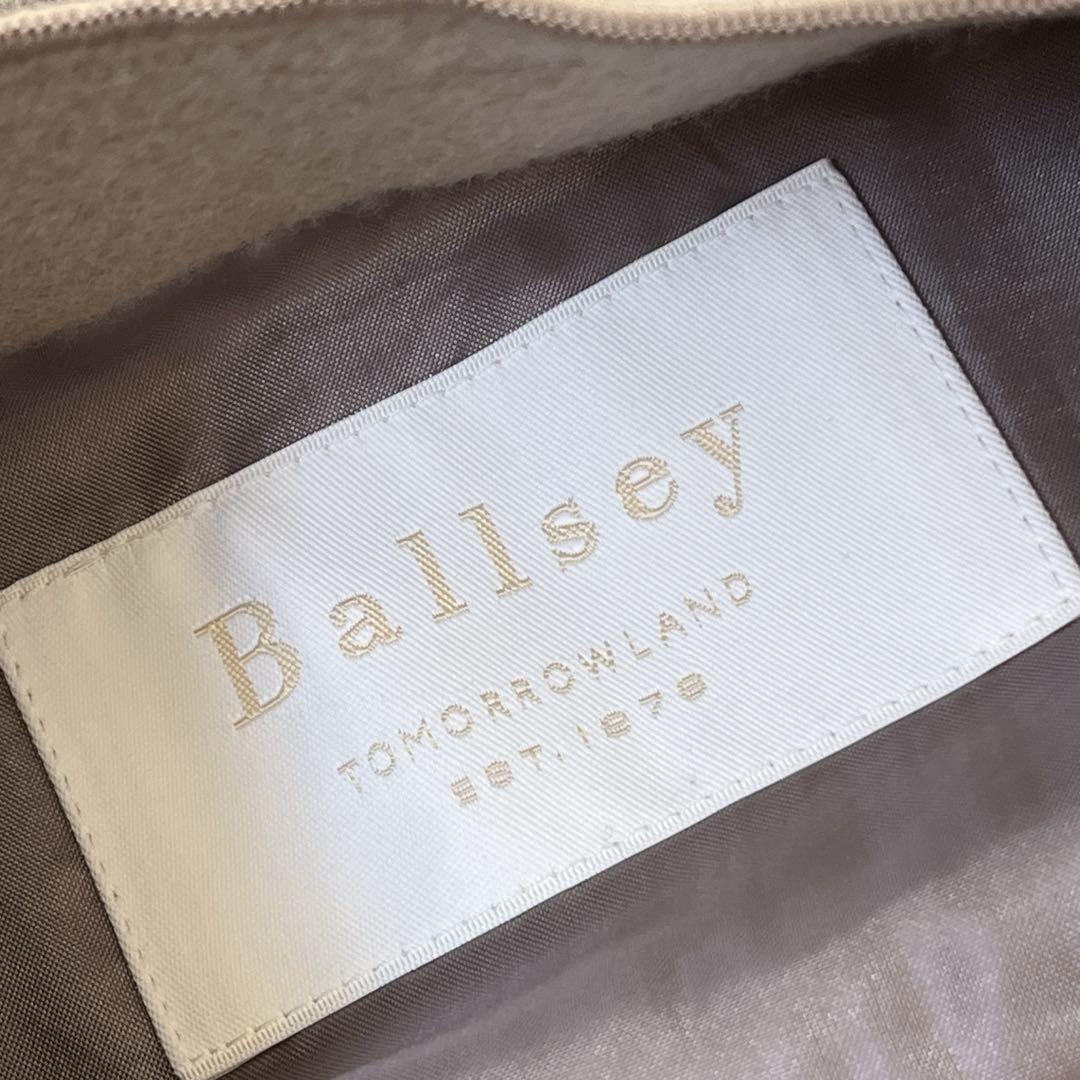 Ballsey
TOMORROWLAND
EST. 1978